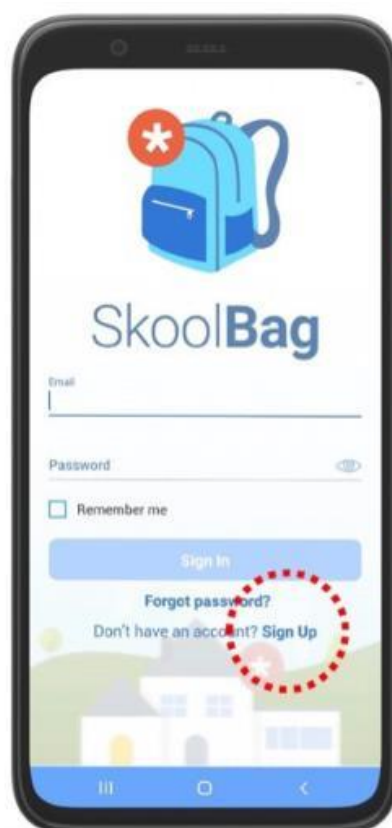 SkoolBag
Email
Password
Remember me
Sign In
Forgot password?
Don't have an account? Sign Up